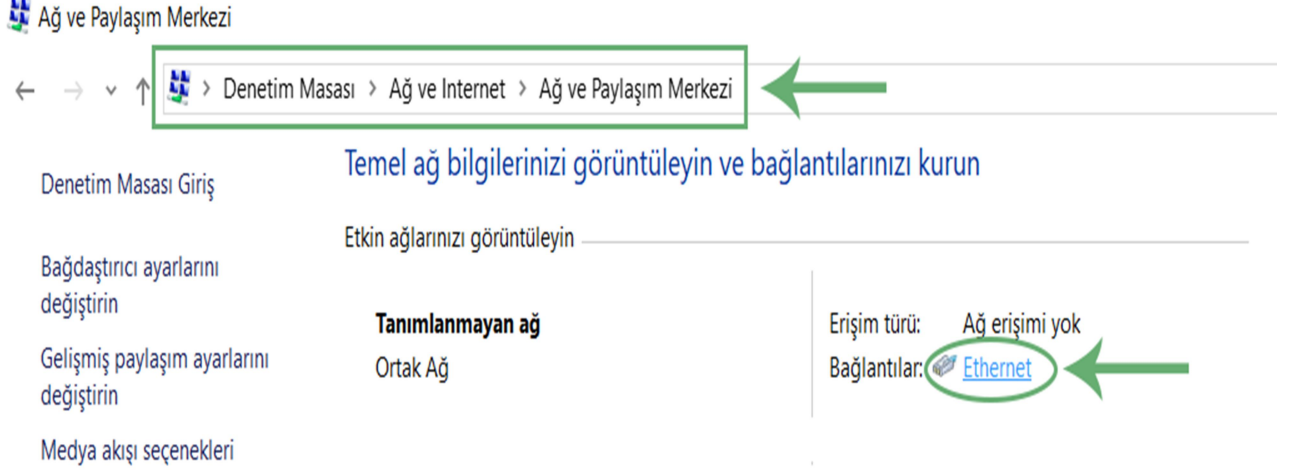 Ağ ve Paylaşım Merkezi
Denetim Masası > Ağ ve Internet > Ağ ve Paylaşım Merkezi
Denetim Masası Giriş
Bağdaştırıcı ayarlarını
değiştirin
Gelişmiş paylaşım ayarlarını
değiştirin
Medya akışı seçenekleri
Temel ağ bilgilerinizi görüntüleyin ve bağlantılarınızı kurun
Etkin ağlarınızı görüntüleyin
Tanımlanmayan ağ
Ortak Ağ
Erişim türü: Ağ erişimi yok
Bağlantılar: Ethernet